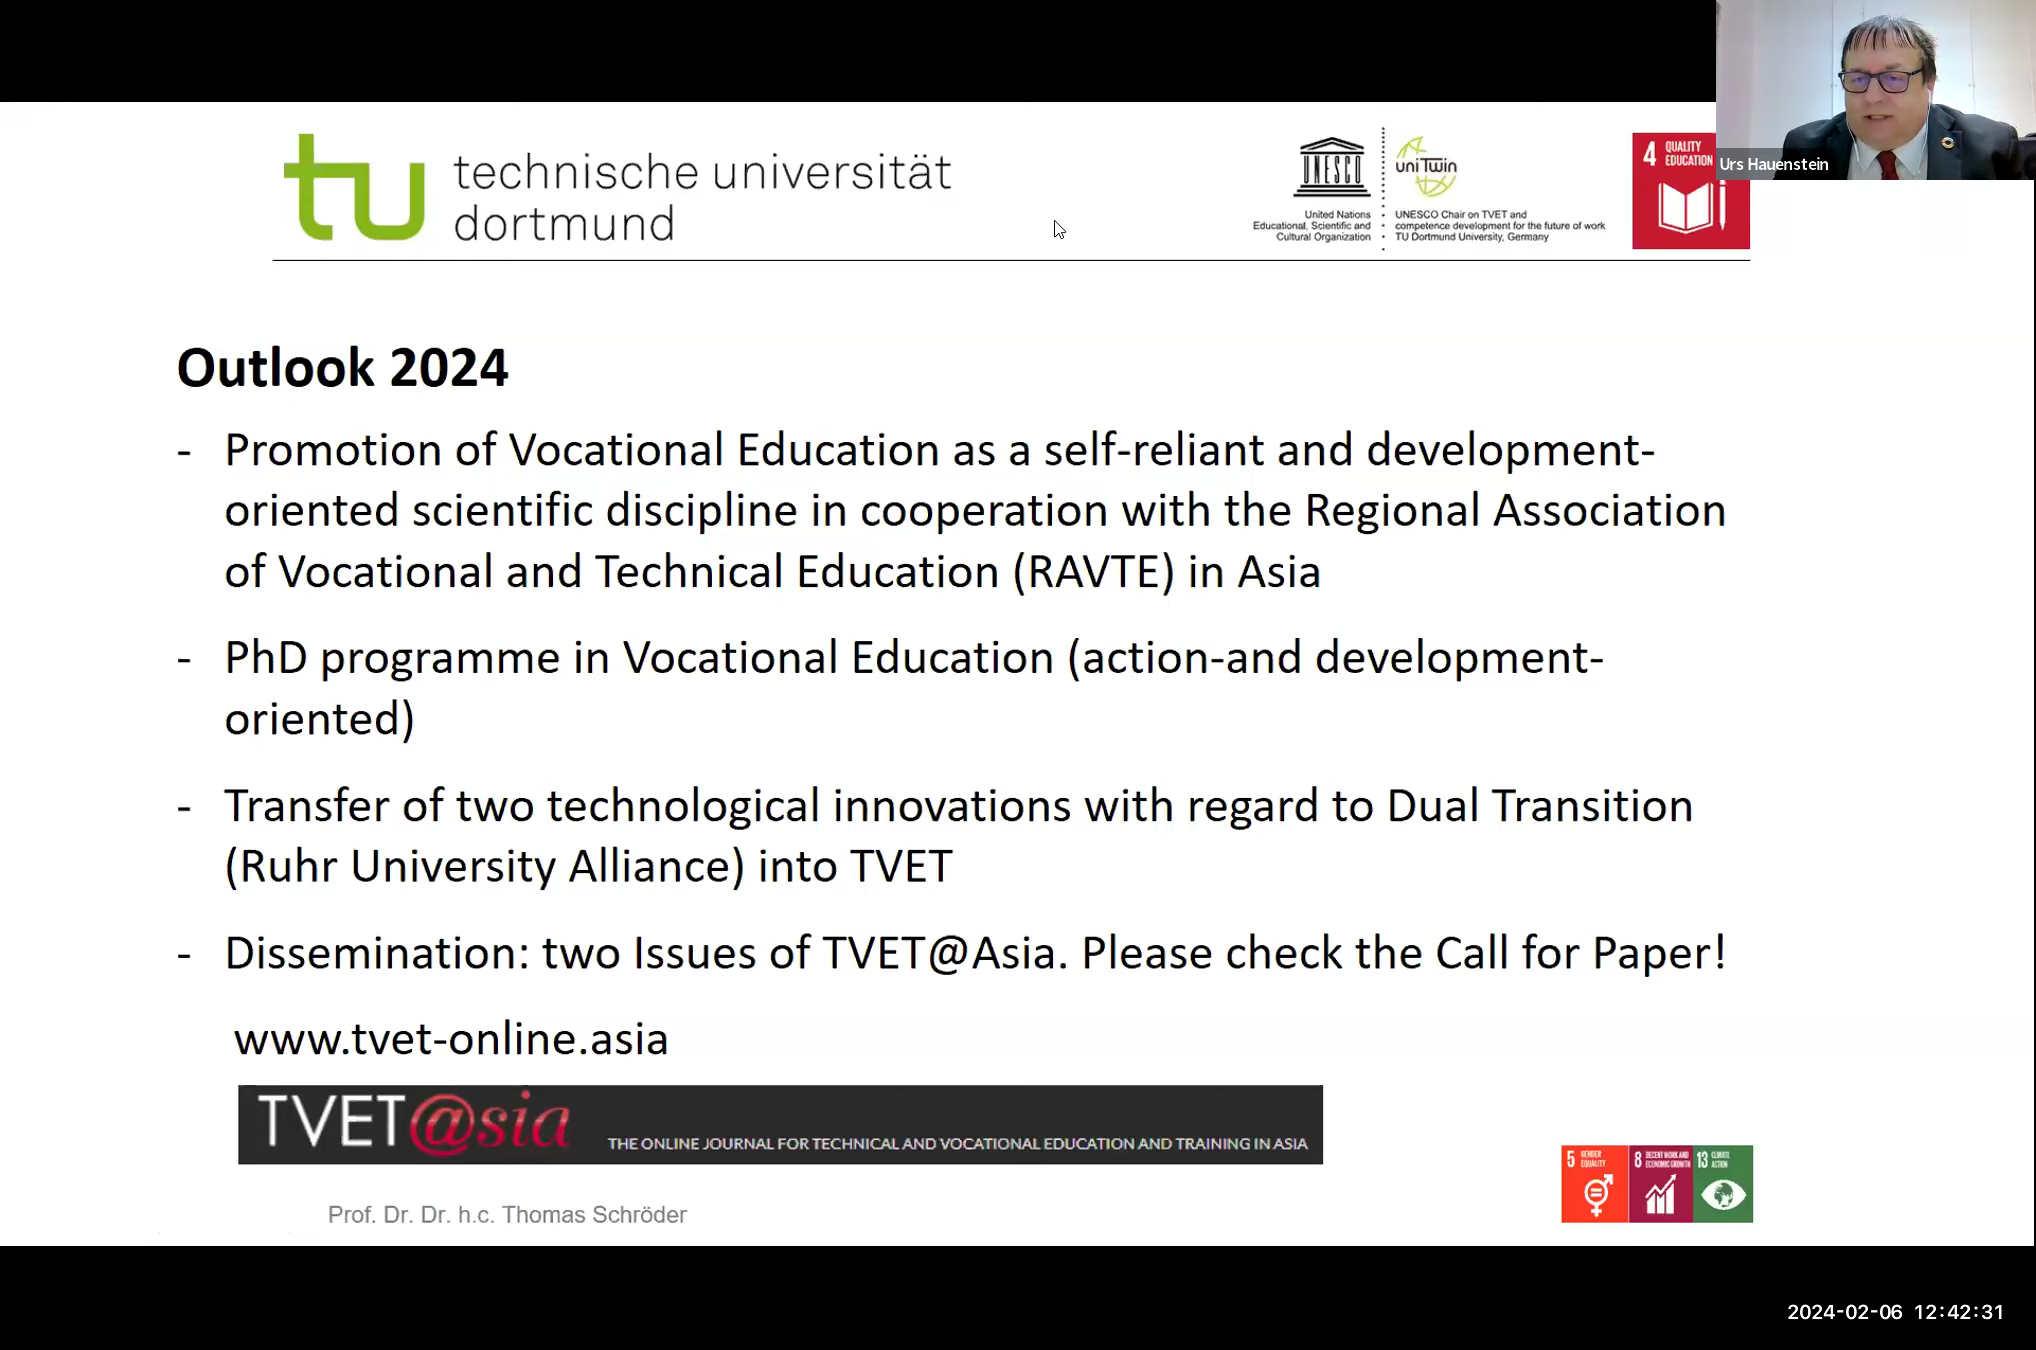 tu technische universität
dortmund
UNESCO
uniTwin
United Nations
Educational, Scientific and
Cultural Organization
UNESCO Chair on TVET and
competence development for the future of work
TU Dortmund University, Germany
4 QUALITY
EDUCATION
Urs Hauenstein
Outlook 2024
- Promotion of Vocational Education as a self-reliant and development-
oriented scientific discipline in cooperation with the Regional Association
of Vocational and Technical Education (RAVTE) in Asia
- PhD programme in Vocational Education (action-and development-
oriented)
- Transfer of two technological innovations with regard to Dual Transition
(Ruhr University Alliance) into TVET
- Dissemination: two Issues of TVET@Asia. Please check the Call for Paper!
www.tvet-online.asia
TVET@sia THE ONLINE JOURNAL FOR TECHNICAL AND VOCATIONAL EDUCATION AND TRAINING IN ASIA
5 GENDER
EQUALITY
8 DECENT WORK AND
ECONOMIC GROWTH
13 CLIMATE
ACTION
Prof. Dr. Dr. h.c. Thomas Schröder
2024-02-06 12:42:31